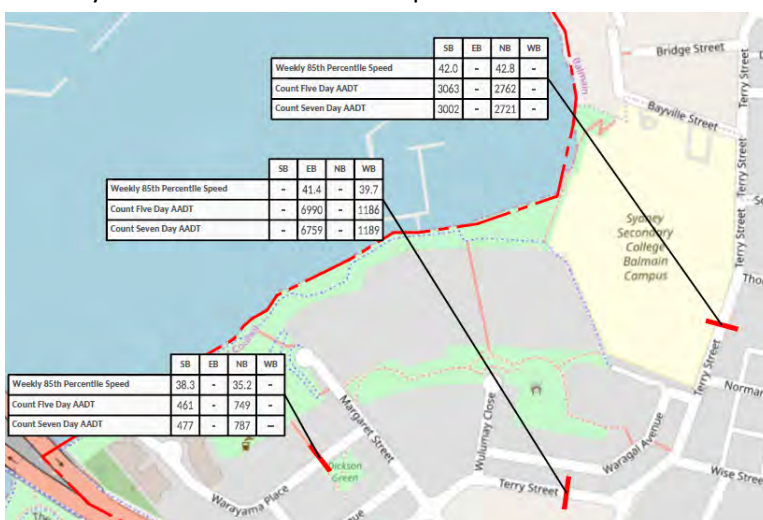 SB EB NB WB
Weekly 85th Percentile Speed 42.0 - 42.8 -
Count Five Day AADT 3063 - 2762 -
Count Seven Day AADT 3002 - 2721 -
Bridge Street
Balmain
Terry Street
Bayville Street
SB EB NB WB
Weekly 85th Percentile Speed - 41.4 - 39.7
Count Five Day AADT - 6990 - 1186
Count Seven Day AADT - 6759 - 1189
Terry Street
Sydney
Secondary
College
Balmain
Campus
Terry Street
Tho
SB EB NB WB
Weekly 85th Percentile Speed 38.3 - 35.2 -
Count Five Day AADT 461 - 749 -
Count Seven Day AADT 477 - 787 -
Terry Street
Norman
Margaret Street
Wulumay Close
Waragal Avenue
Wise Stree
Dickson
Green
Terry Street
Warayama Place